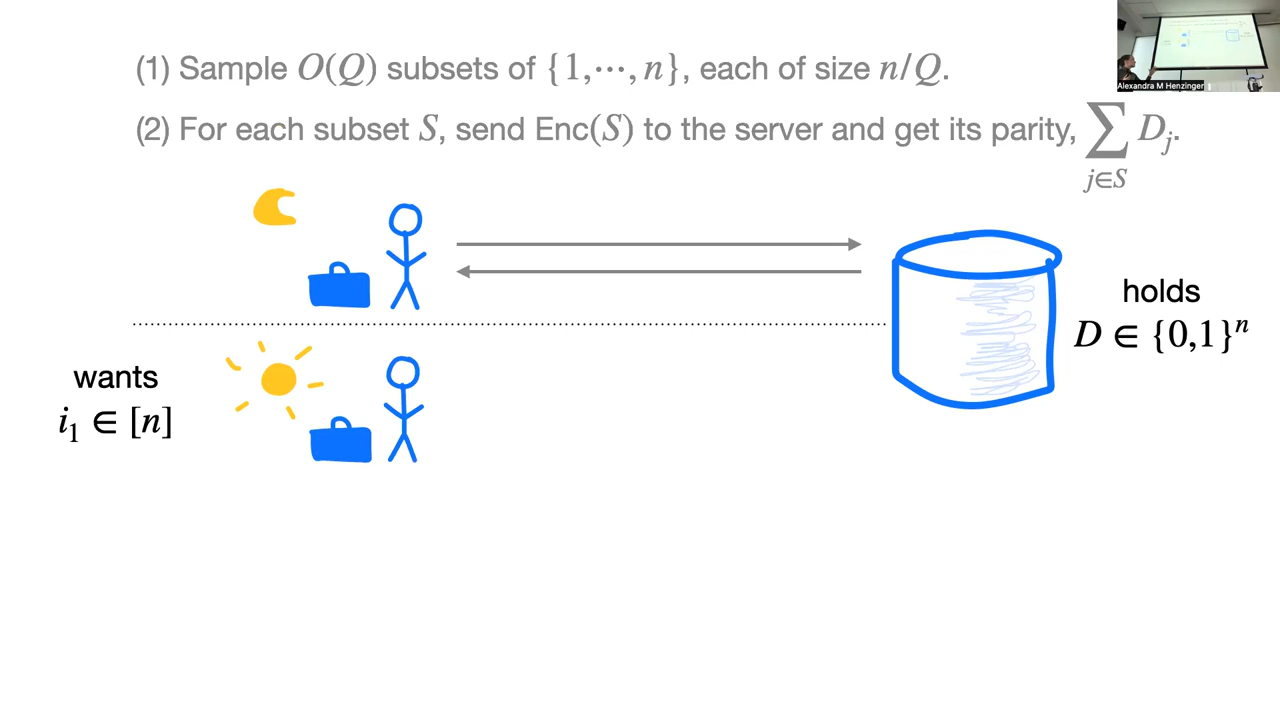 (1) Sample O(Q) subsets of {1,⋯, n}, each of size n/Q.
(2) For each subset S, send Enc(S) to the server and get its parity, ∑_{j∈S} D_j.
holds
D ∈ {0,1}^n
wants
i_1 ∈ [n]
Alexandra M Henzinger